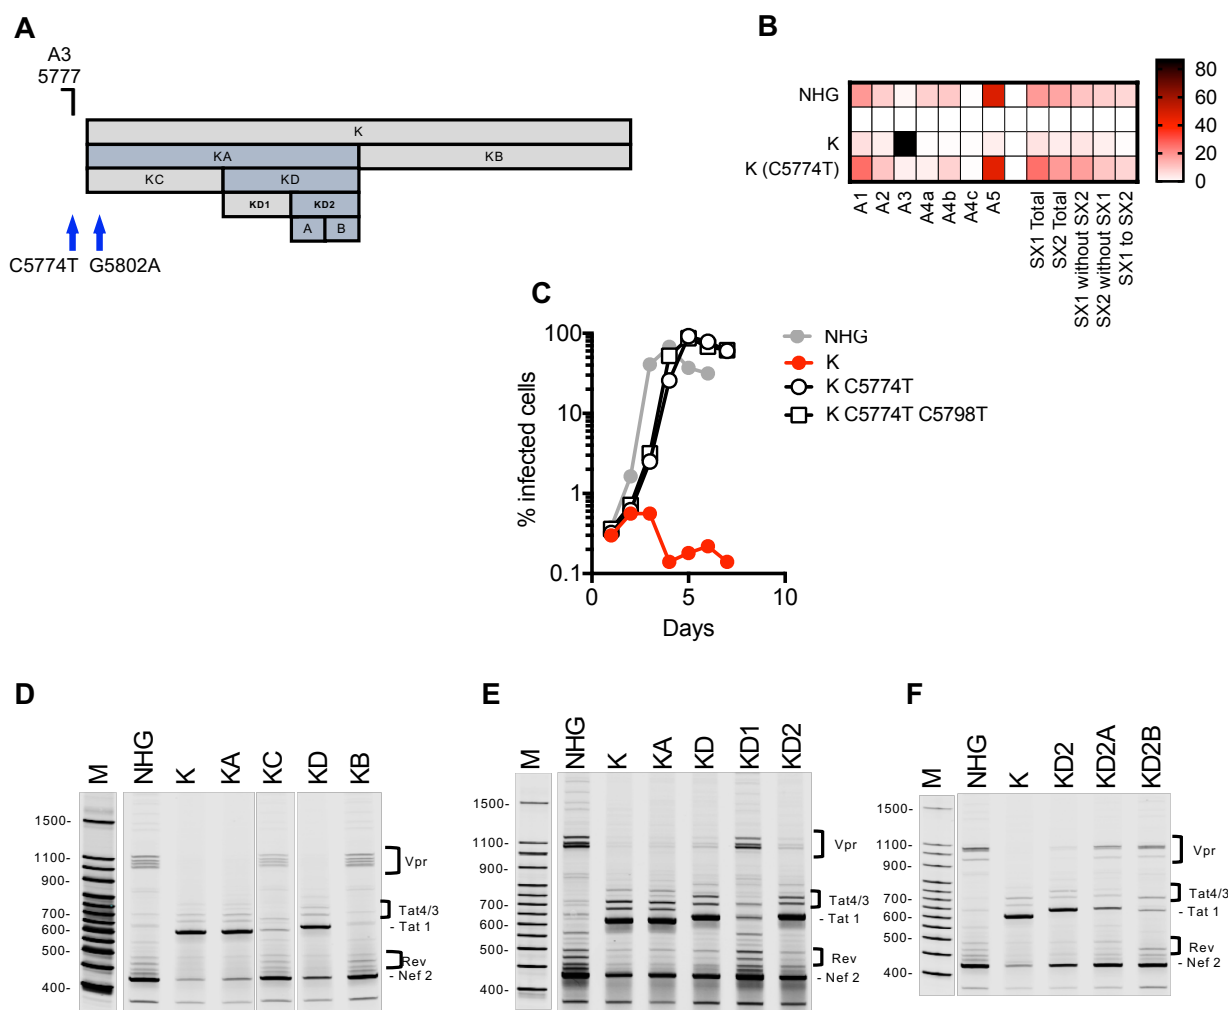 A
A3
5777
K
KA
KB
KC
KD
KD1
KD2
A
B
C5774T
G5802A
B
NHG
K
K (C5774T)
80
60
40
20
0
A1
A2
A3
A4a
A4b
A4c
A5
SX1 Total
SX2 Total
SX1 without SX2
SX2 without SX1
SX1 to SX2
C
100
10
1
0.1
% infected cells
0
5
10
Days
NHG
K
K C5774T
K C5774T C5798T
D
M
NHG
K
KA
KC
KD
KB
1500-
1100-
900-
700-
600-
500-
400-
Vpr
Tat4/3
- Tat 1
Rev
- Nef 2
E
M
NHG
K
KA
KD
KD1
KD2
1500-
1100-
900-
700-
600-
500-
400-
Vpr
Tat4/3
- Tat 1
Rev
- Nef 2
F
M
NHG
K
KD2
KD2A
KD2B
1500-
1100-
900-
700-
600-
500-
400-
Vpr
Tat4/3
- Tat 1
Rev
- Nef 2